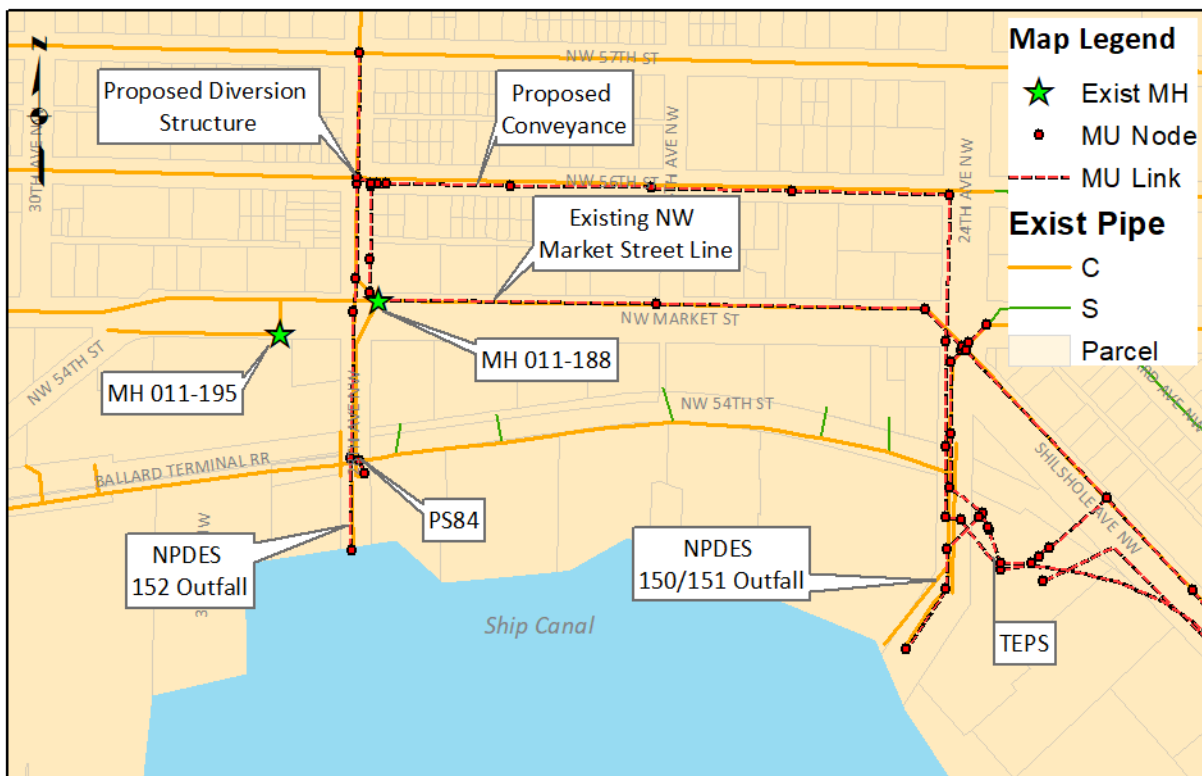 NW 57TH ST
Map Legend
Exist MH
MU Node
MU Link
Exist Pipe
C
S
Parcel
Z
Proposed Diversion
Structure
Proposed
Conveyance
30TH AVE NW
AVE NW
24TH AVE NW
NW 56TH ST
Existing NW
Market Street Line
NW MARKET ST
MH 011-188
MH 011-195
NW 54TH ST
NW 54TH ST
BALLARD TERMINAL RR
PS84
SHILSHOLE AVE NW
NPDES
152 Outfall
NPDES
150/151 Outfall
Ship Canal
TEPS